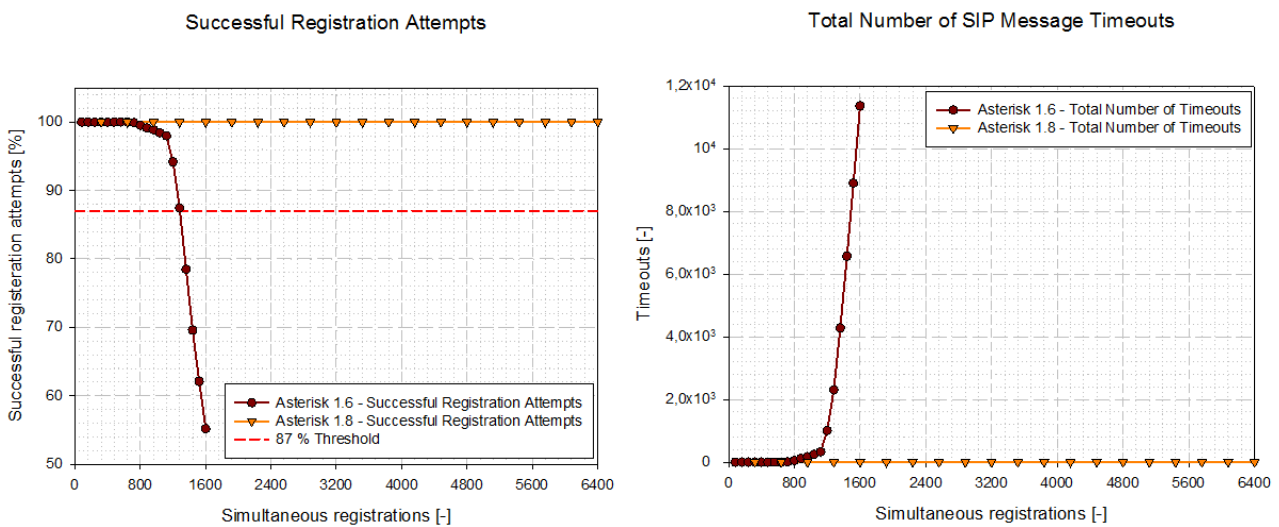 Successful Registration Attempts
100
90
80
70
60
50
Successful registeration attempts [%]
Asterisk 1.6 - Successful Registration Attempts
Asterisk 1.8 - Successful Registration Attempts
87 % Threshold
0 800 1600 2400 3200 4000 4800 5600 6400
Simultaneous registrations [-]
Total Number of SIP Message Timeouts
1,2x10⁴
10⁴
8,0x10³
6,0x10³
4,0x10³
2,0x10³
0
Timeouts [-]
Asterisk 1.6 - Total Number of Timeouts
Asterisk 1.8 - Total Number of Timeouts
0 800 1600 2400 3200 4000 4800 5600 6400
Simultaneous registrations [-]